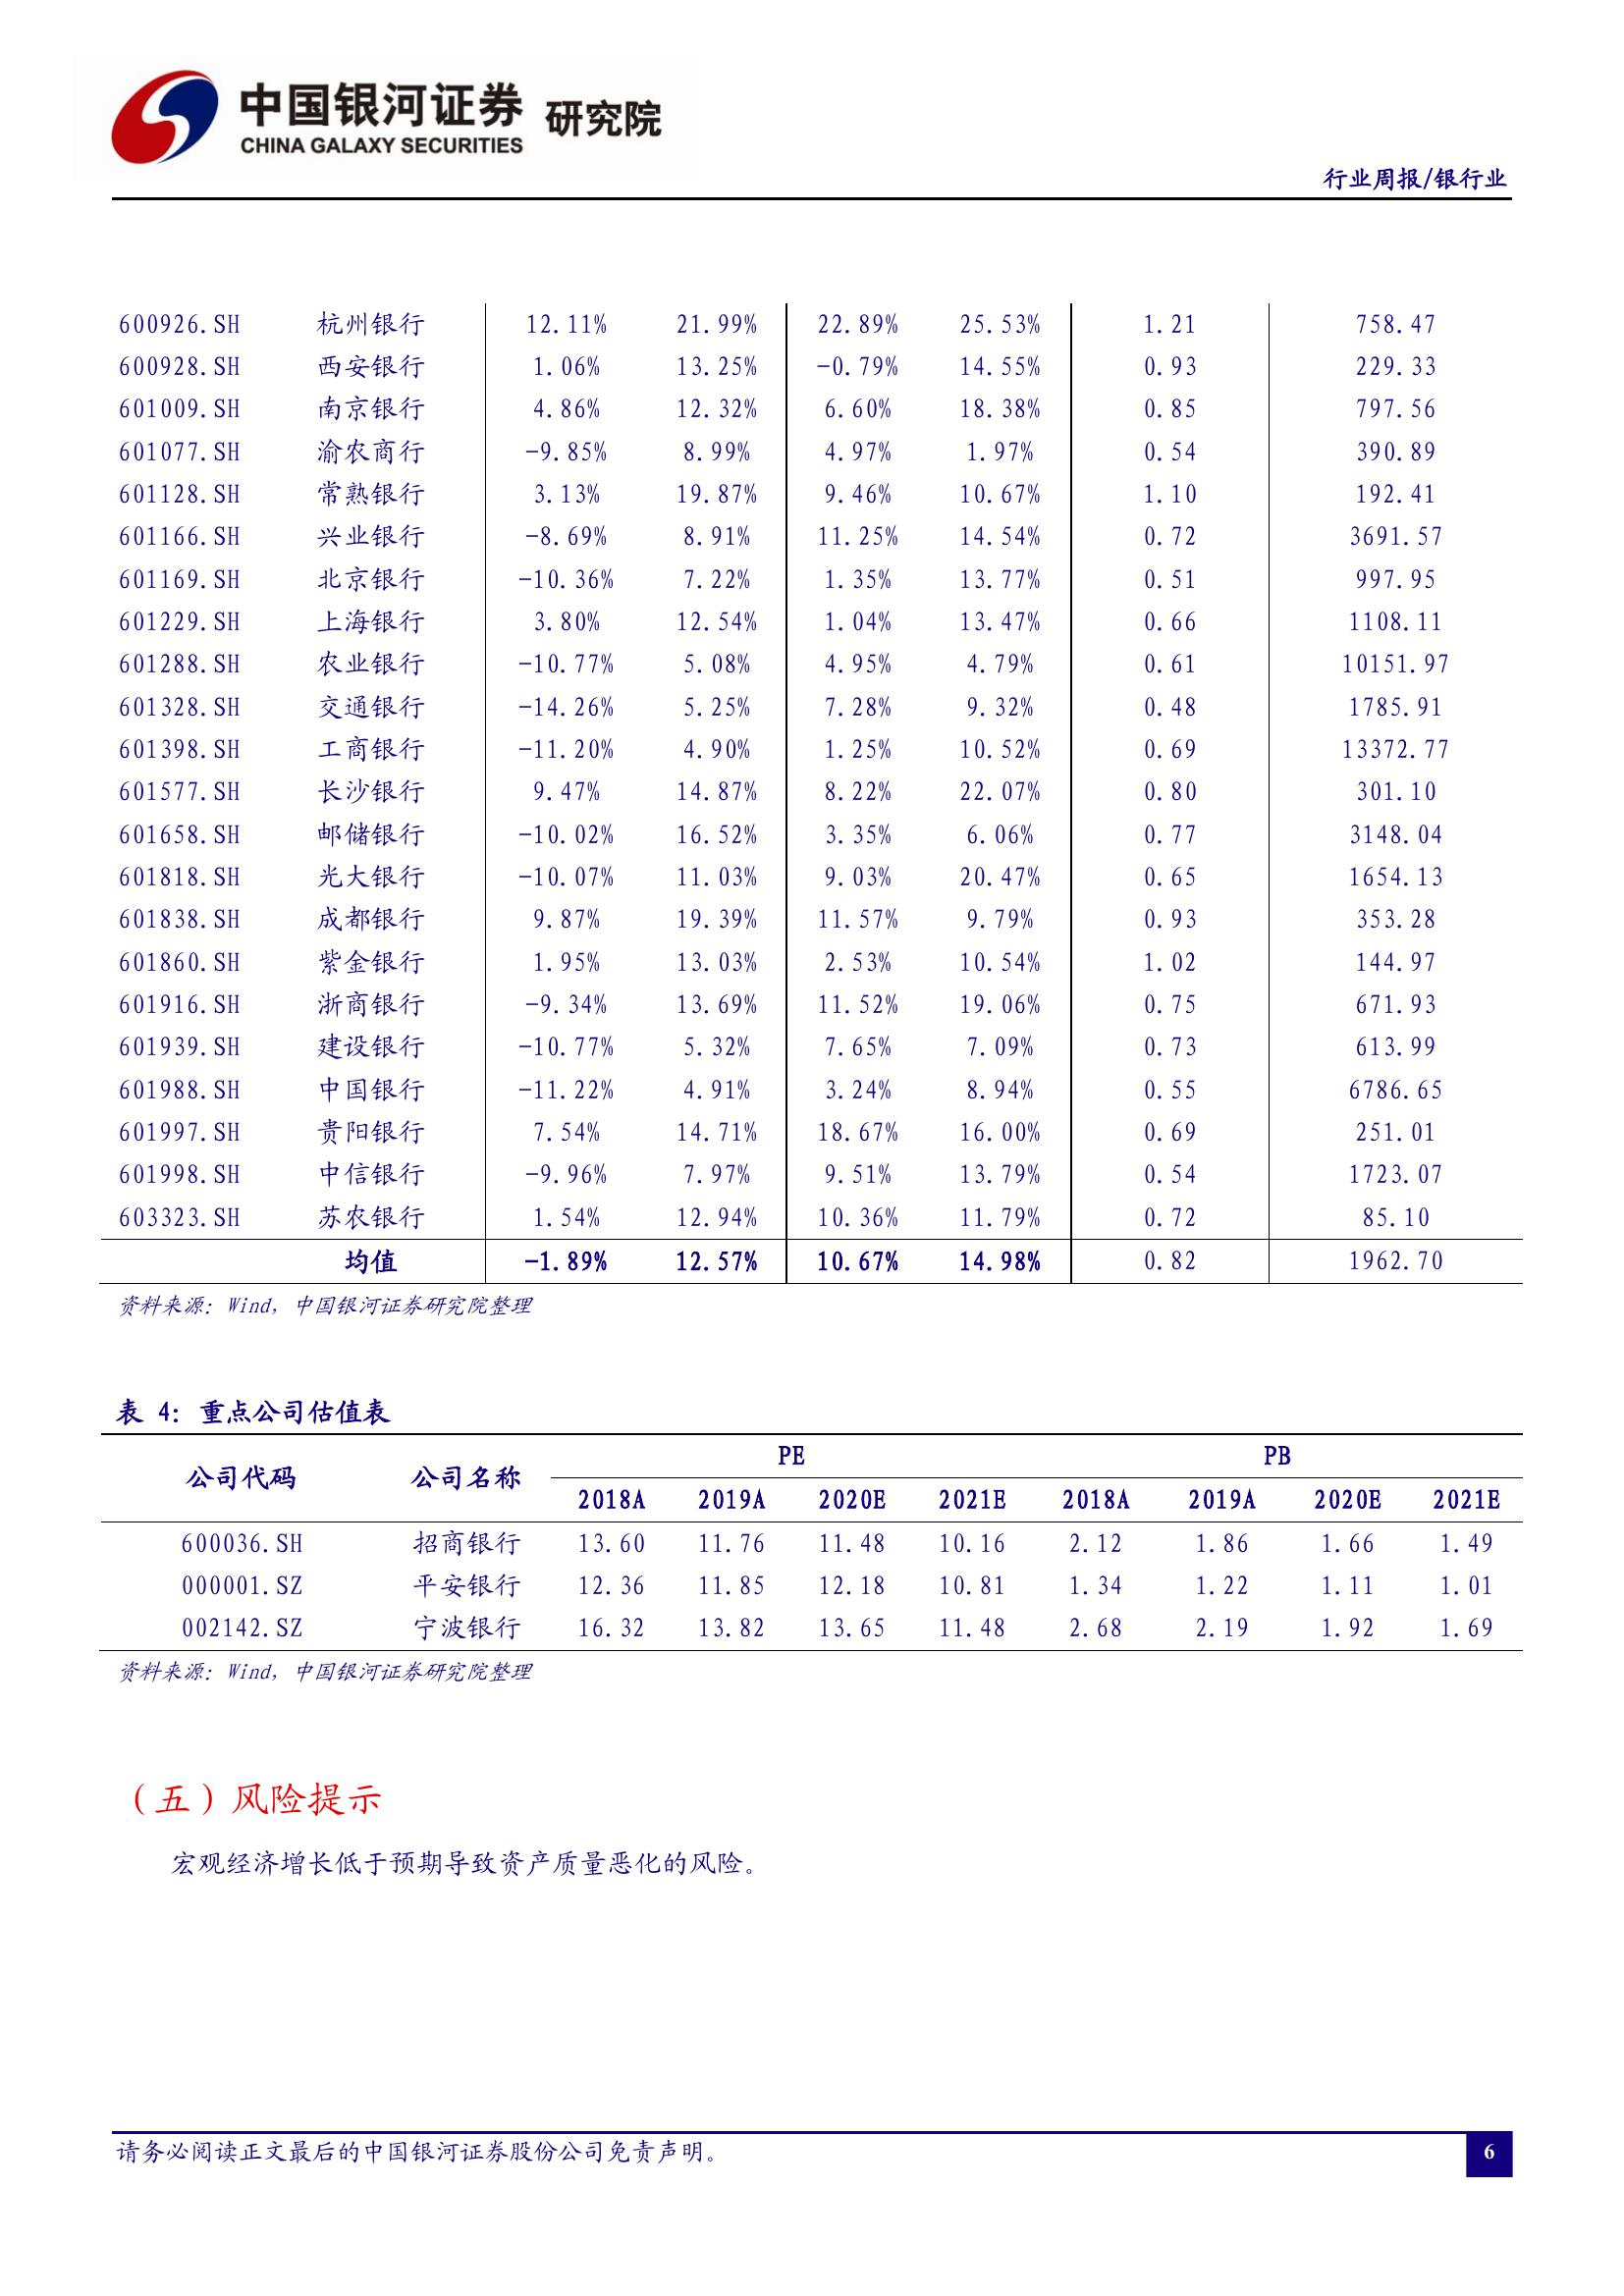 中国银河证券 研究院
CHINA GALAXY SECURITIES
行业周报/银行业
600926.SH 杭州银行 12.11% 21.99% 22.89% 25.53% 1.21 758.47
600928.SH 西安银行 1.06% 13.25% -0.79% 14.55% 0.93 229.33
601009.SH 南京银行 4.86% 12.32% 6.60% 18.38% 0.85 797.56
601077.SH 渝农商行 -9.85% 8.99% 4.97% 1.97% 0.54 390.89
601128.SH 常熟银行 3.13% 19.87% 9.46% 10.67% 1.10 192.41
601166.SH 兴业银行 -8.69% 8.91% 11.25% 14.54% 0.72 3691.57
601169.SH 北京银行 -10.36% 7.22% 1.35% 13.77% 0.51 997.95
601229.SH 上海银行 3.80% 12.54% 1.04% 13.47% 0.66 1108.11
601288.SH 农业银行 -10.77% 5.08% 4.95% 4.79% 0.61 10151.97
601328.SH 交通银行 -14.26% 5.25% 7.28% 9.32% 0.48 1785.91
601398.SH 工商银行 -11.20% 4.90% 1.25% 10.52% 0.69 13372.77
601577.SH 长沙银行 9.47% 14.87% 8.22% 22.07% 0.80 301.10
601658.SH 邮储银行 -10.02% 16.52% 3.35% 6.06% 0.77 3148.04
601818.SH 光大银行 -10.07% 11.03% 9.03% 20.47% 0.65 1654.13
601838.SH 成都银行 9.87% 19.39% 11.57% 9.79% 0.93 353.28
601860.SH 紫金银行 1.95% 13.03% 2.53% 10.54% 1.02 144.97
601916.SH 浙商银行 -9.34% 13.69% 11.52% 19.06% 0.75 671.93
601939.SH 建设银行 -10.77% 5.32% 7.65% 7.09% 0.73 613.99
601988.SH 中国银行 -11.22% 4.91% 3.24% 8.94% 0.55 6786.65
601997.SH 贵阳银行 7.54% 14.71% 18.67% 16.00% 0.69 251.01
601998.SH 中信银行 -9.96% 7.97% 9.51% 13.79% 0.54 1723.07
603323.SH 苏农银行 1.54% 12.94% 10.36% 11.79% 0.72 85.10
均值 -1.89% 12.57% 10.67% 14.98% 0.82 1962.70
资料来源：Wind，中国银河证券研究院整理
表 4：重点公司估值表
公司代码 公司名称 PE PB
2018A 2019A 2020E 2021E 2018A 2019A 2020E 2021E
600036.SH 招商银行 13.60 11.76 11.48 10.16 2.12 1.86 1.66 1.49
000001.SZ 平安银行 12.36 11.85 12.18 10.81 1.34 1.22 1.11 1.01
002142.SZ 宁波银行 16.32 13.82 13.65 11.48 2.68 2.19 1.92 1.69
资料来源：Wind，中国银河证券研究院整理
（五）风险提示
宏观经济增长低于预期导致资产质量恶化的风险。
请务必阅读正文最后的中国银河证券股份公司免责声明。
6